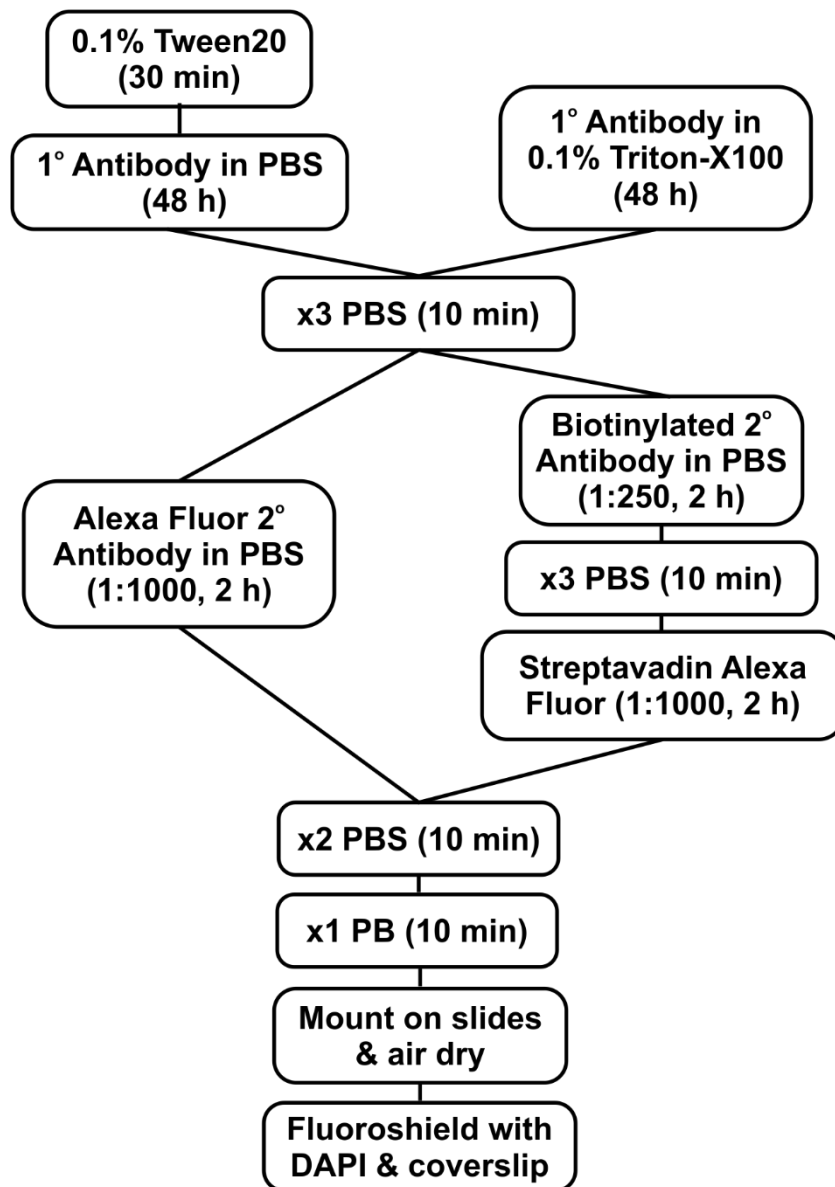 0.1% Tween20
(30 min)
1° Antibody in PBS
(48 h)
1° Antibody in
0.1% Triton-X100
(48 h)
x3 PBS (10 min)
Alexa Fluor 2°
Antibody in PBS
(1:1000, 2 h)
Biotinylated 2°
Antibody in PBS
(1:250, 2 h)
x3 PBS (10 min)
Streptavadin Alexa
Fluor (1:1000, 2 h)
x2 PBS (10 min)
x1 PB (10 min)
Mount on slides
& air dry
Fluoroshield with
DAPI & coverslip